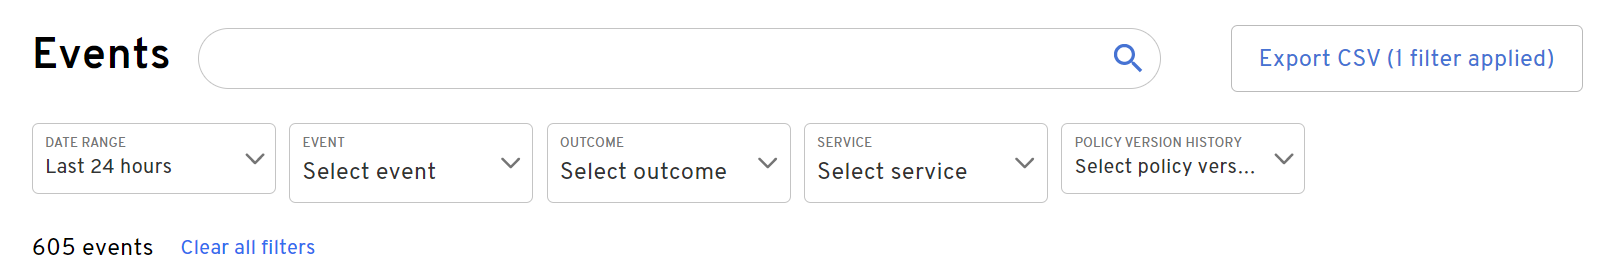 Events
Export CSV (1 filter applied)
DATE RANGE
Last 24 hours
EVENT
Select event
OUTCOME
Select outcome
SERVICE
Select service
POLICY VERSION HISTORY
Select policy vers...
605 events
Clear all filters